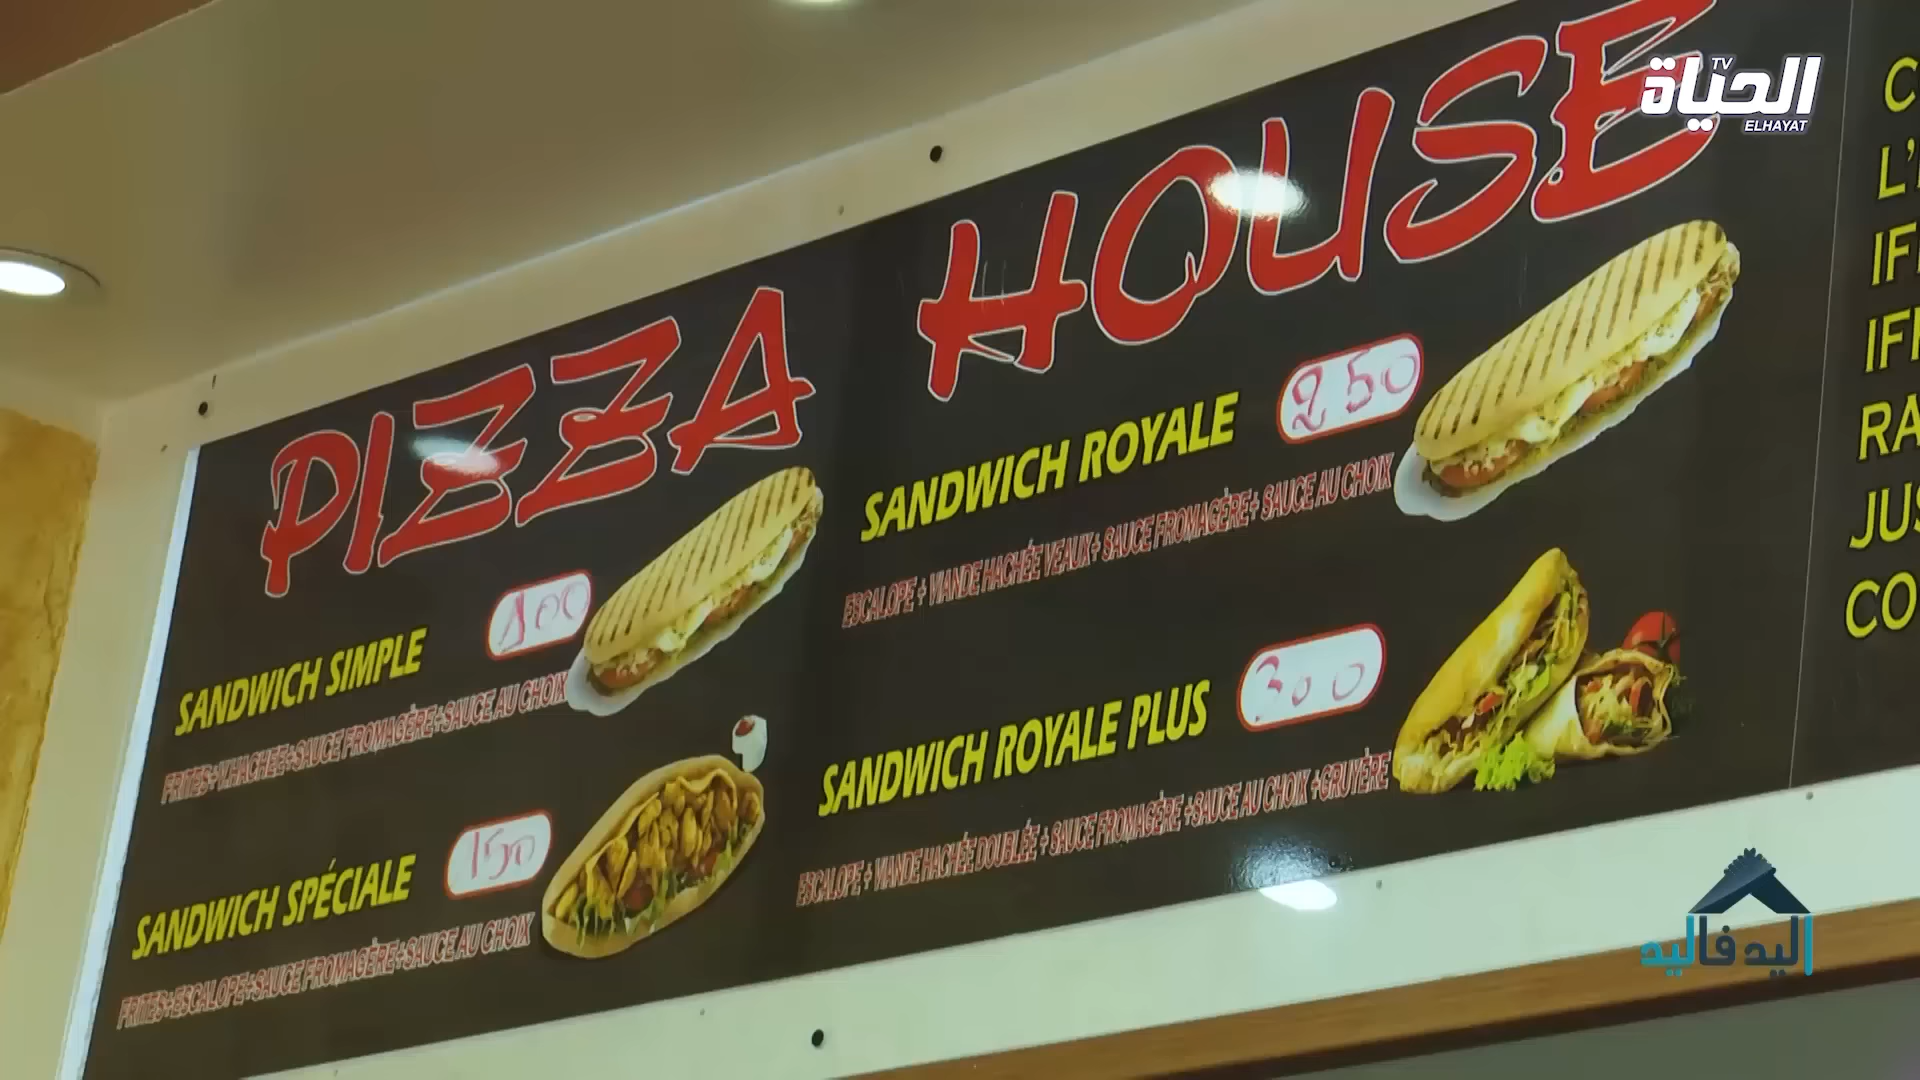 PIZZA HOUSE
SANDWICH SIMPLE 100
FRITES+V.HACHEE+SAUCE FROMAGÈRE+SAUCE AU CHOIX
SANDWICH SPÉCIALE 150
FRITES+ESCALOPE+SAUCE FROMAGÈRE+SAUCE AU CHOIX
SANDWICH ROYALE 250
ESCALOPE + VIANDE HACHÉE VEAUX+ SAUCE FROMAGÈRE+ SAUCE AU CHOIX
SANDWICH ROYALE PLUS 300
ESCALOPE + VIANDE HACHÉE DOUBLÉE + SAUCE FROMAGÈRE +SAUCE AU CHOIX +GRUYÈRE
الحياة TV
ELHAYAT
اليد فاليد